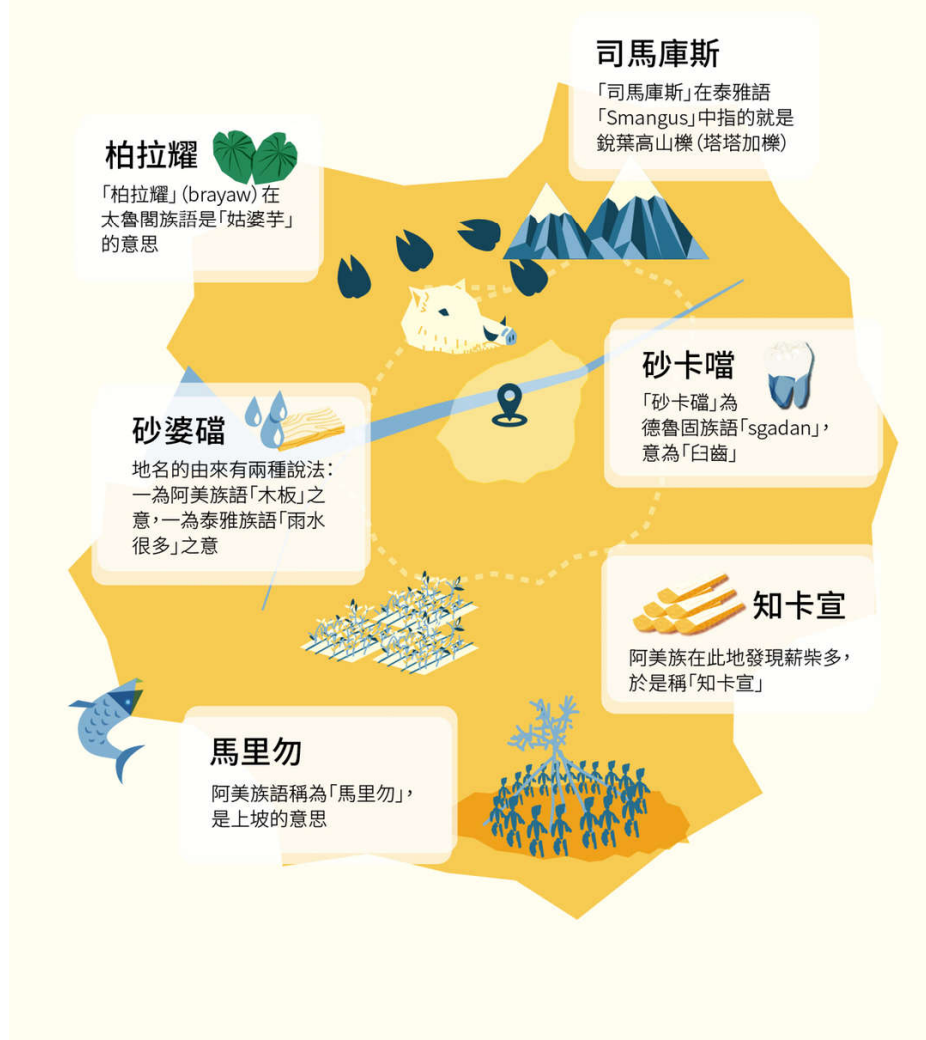 司馬庫斯
「司馬庫斯」在泰雅語
「Smangus」中指的就是
銳葉高山櫟(塔塔加櫟)
柏拉耀
「柏拉耀」(brayaw)在
太魯閣族語是「姑婆芋」
的意思
砂卡噹
「砂卡礑」為
德魯固族語「sgadan」,
意為「臼齒」
砂婆礑
地名的由來有兩種說法:
一為阿美族語「木板」之
意,一為泰雅族語「雨水
很多」之意
知卡宣
阿美族在此地發現薪柴多,
於是稱「知卡宣」
馬里勿
阿美族語稱為「馬里勿」,
是上坡的意思